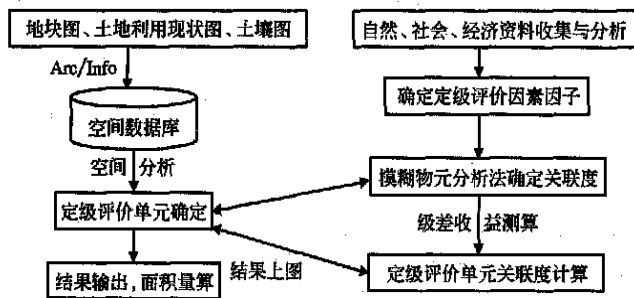 地块图、土地利用现状图、土壤图
自然、社会、经济资料收集与分析
Arc/Info
确定定级评价因素因子
空间数据库
空间 分析
摸糊物元分析法确定关联度
定级评价单元确定
级差收 益测算
结果上图
结果输出,面积量算
定级评价单元关联度计算